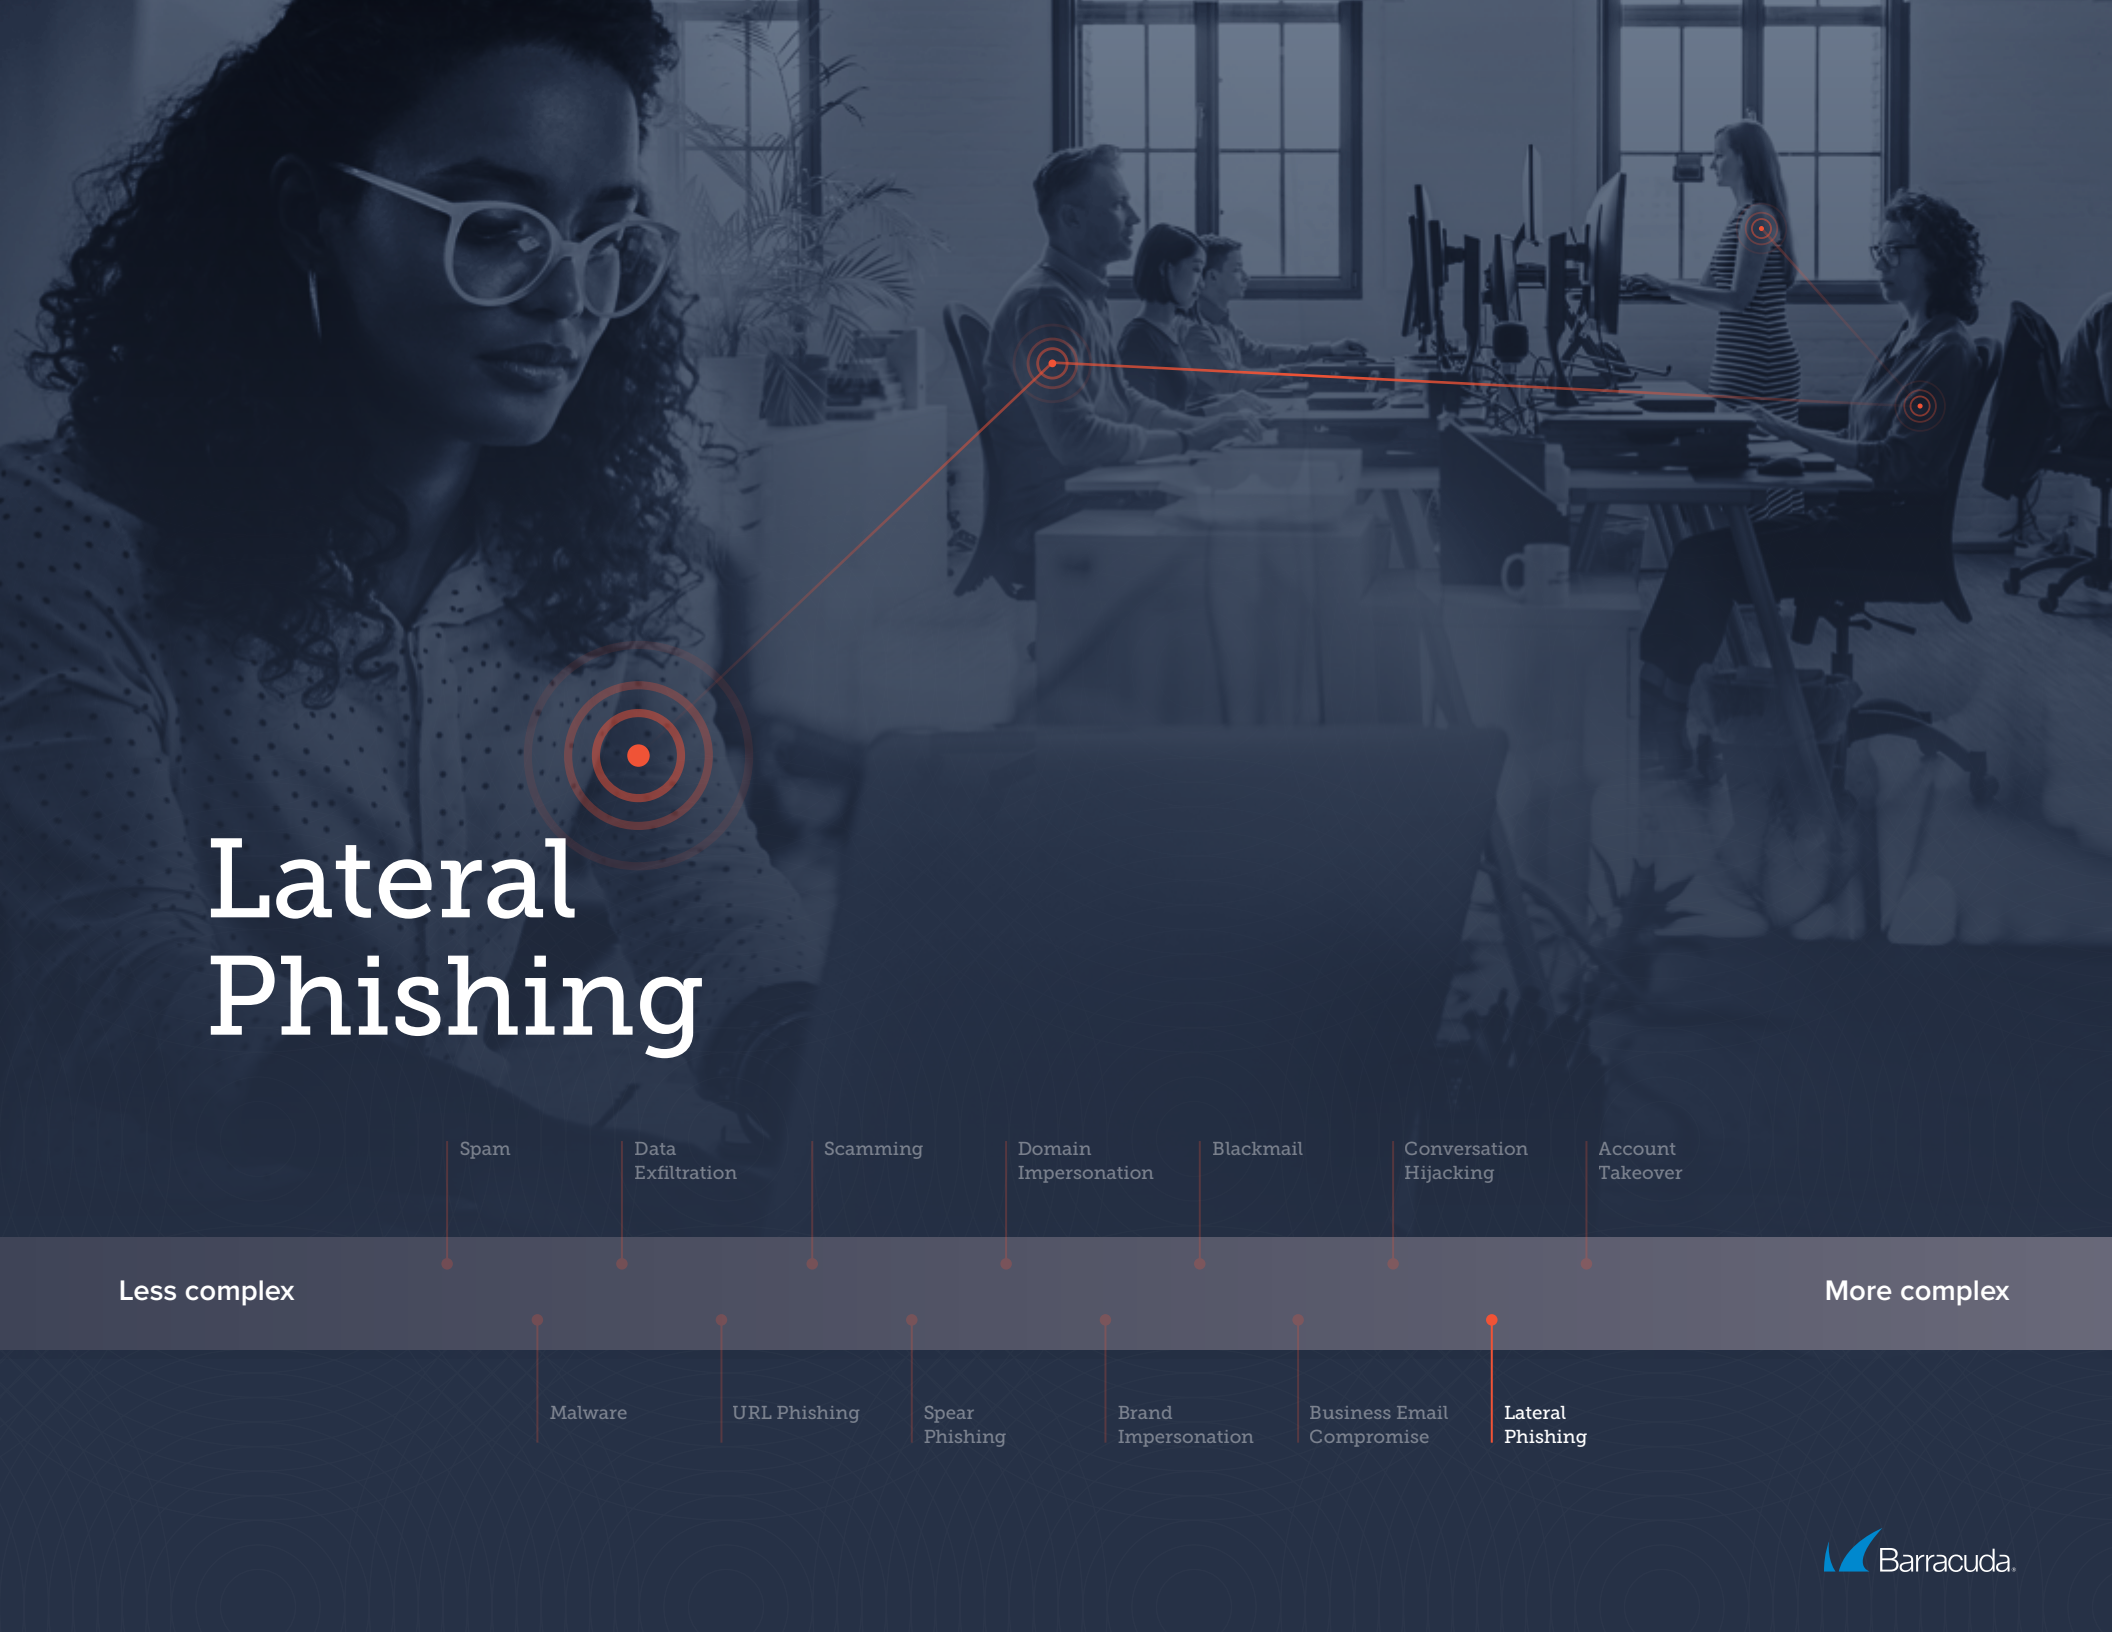 Lateral
Phishing
Spam
Data
Exfiltration
Scamming
Domain
Impersonation
Blackmail
Conversation
Hijacking
Account
Takeover
Less complex
More complex
Malware
URL Phishing
Spear
Phishing
Brand
Impersonation
Business Email
Compromise
Lateral
Phishing
Barracuda